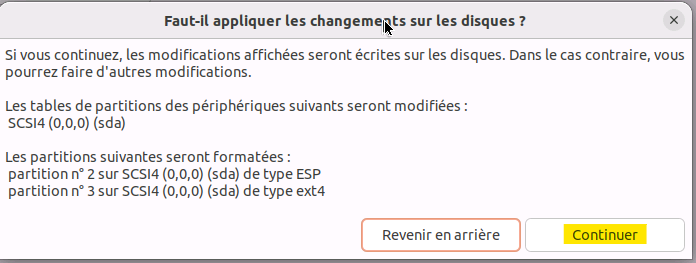 Faut-il appliquer les changements sur les disques ?
Si vous continuez, les modifications affichées seront écrites sur les disques. Dans le cas contraire, vous
pourrez faire d'autres modifications.
Les tables de partitions des périphériques suivants seront modifiées :
SCSI4 (0,0,0) (sda)
Les partitions suivantes seront formatées :
partition n° 2 sur SCSI4 (0,0,0) (sda) de type ESP
partition n° 3 sur SCSI4 (0,0,0) (sda) de type ext4
Revenir en arrière
Continuer